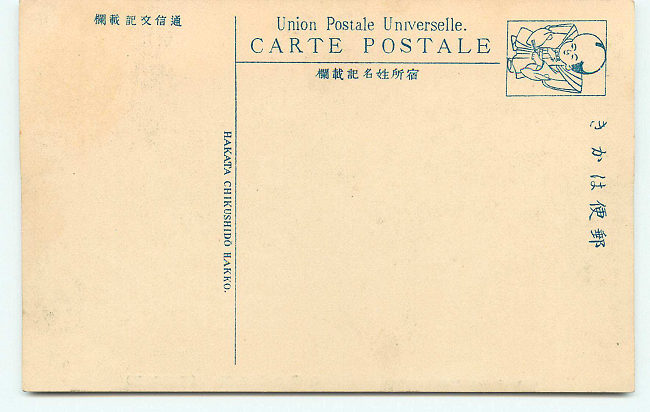 通信文記載欄
Union Postale Universelle.
CARTE POSTALE
宿所姓名記載欄
HAKATA CHIKUSHIDŌ HAKKO.
郵便はかき